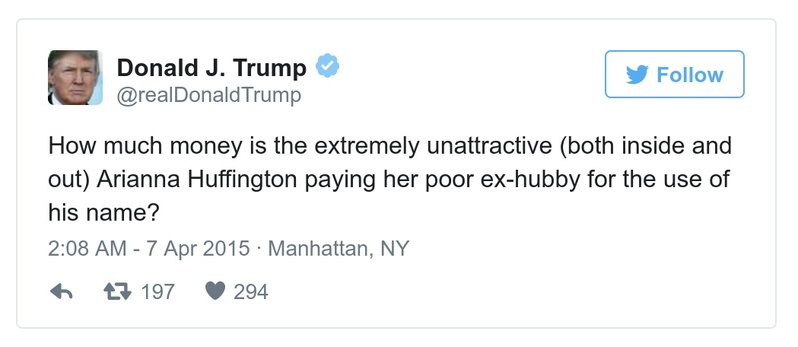 Donald J. Trump
@realDonaldTrump
Follow
How much money is the extremely unattractive (both inside and
out) Arianna Huffington paying her poor ex-hubby for the use of
his name?
2:08 AM - 7 Apr 2015 · Manhattan, NY
197 294